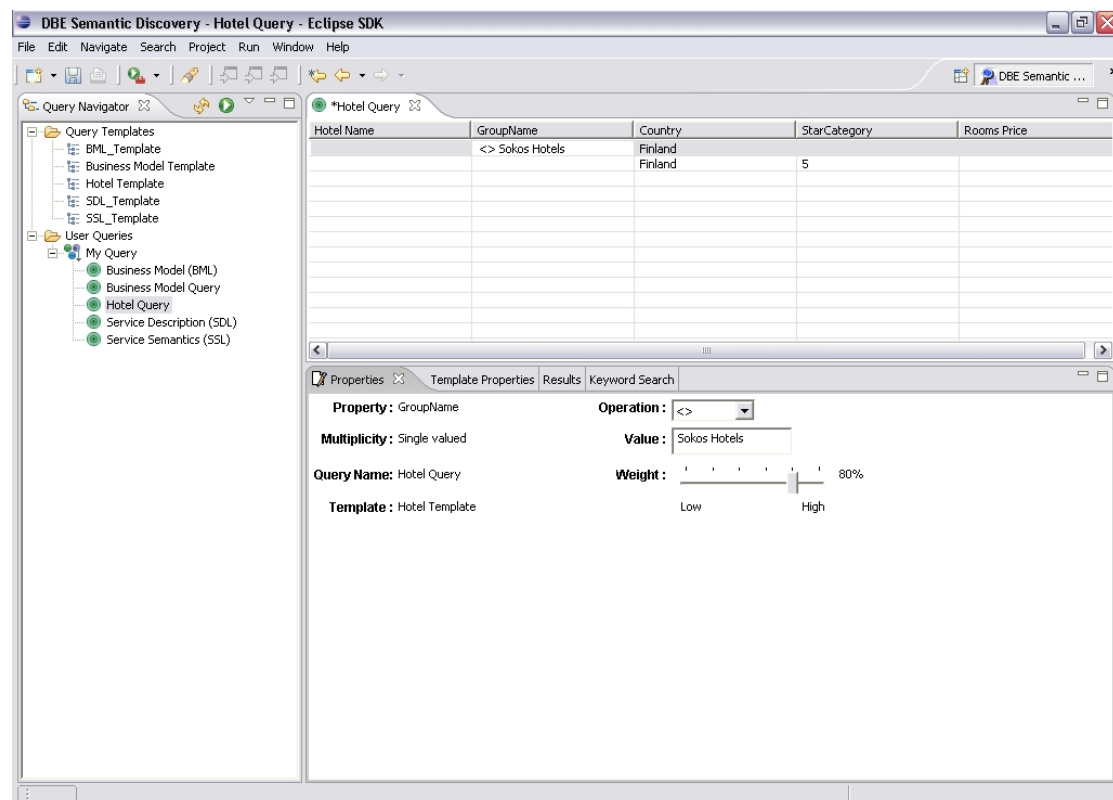 DBE Semantic Discovery - Hotel Query - Eclipse SDK
File Edit Navigate Search Project Run Window Help
DBE Semantic ...
Query Navigator
Query Templates
BML_Template
Business Model Template
Hotel Template
SDL_Template
SSL_Template
User Queries
My Query
Business Model (BML)
Business Model Query
Hotel Query
Service Description (SDL)
Service Semantics (SSL)
*Hotel Query
Hotel Name GroupName Country StarCategory Rooms Price
<> Sokos Hotels Finland
Finland 5
Properties Template Properties Results Keyword Search
Property : GroupName Operation : <>
Multiplicity : Single valued Value : Sokos Hotels
Query Name: Hotel Query Weight : 80%
Template : Hotel Template Low High